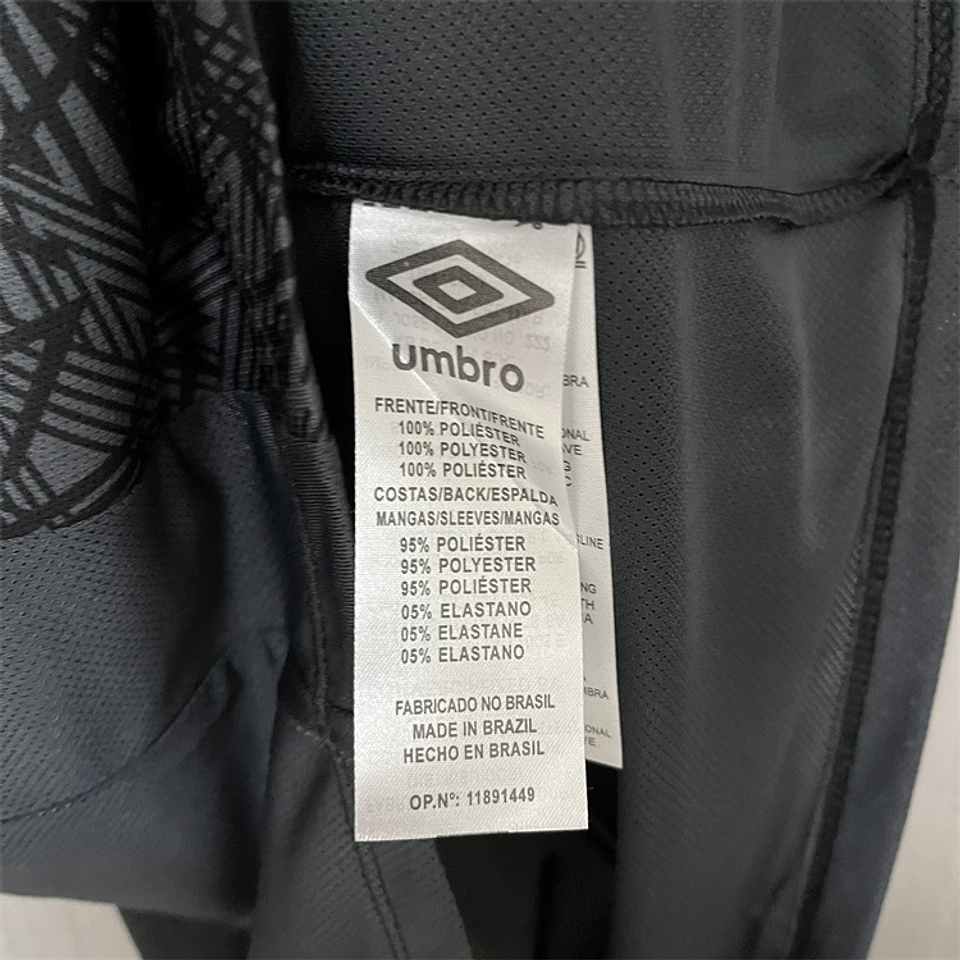 umbro
FRENTE/FRONT/FRENTE
100% POLIÉSTER
100% POLYESTER
100% POLIÉSTER
COSTAS/BACK/ESPALDA
MANGAS/SLEEVES/MANGAS
95% POLIÉSTER
95% POLYESTER
95% POLIÉSTER
05% ELASTANO
05% ELASTANE
05% ELASTANO
FABRICADO NO BRASIL
MADE IN BRAZIL
HECHO EN BRASIL
OP.Nº: 11891449